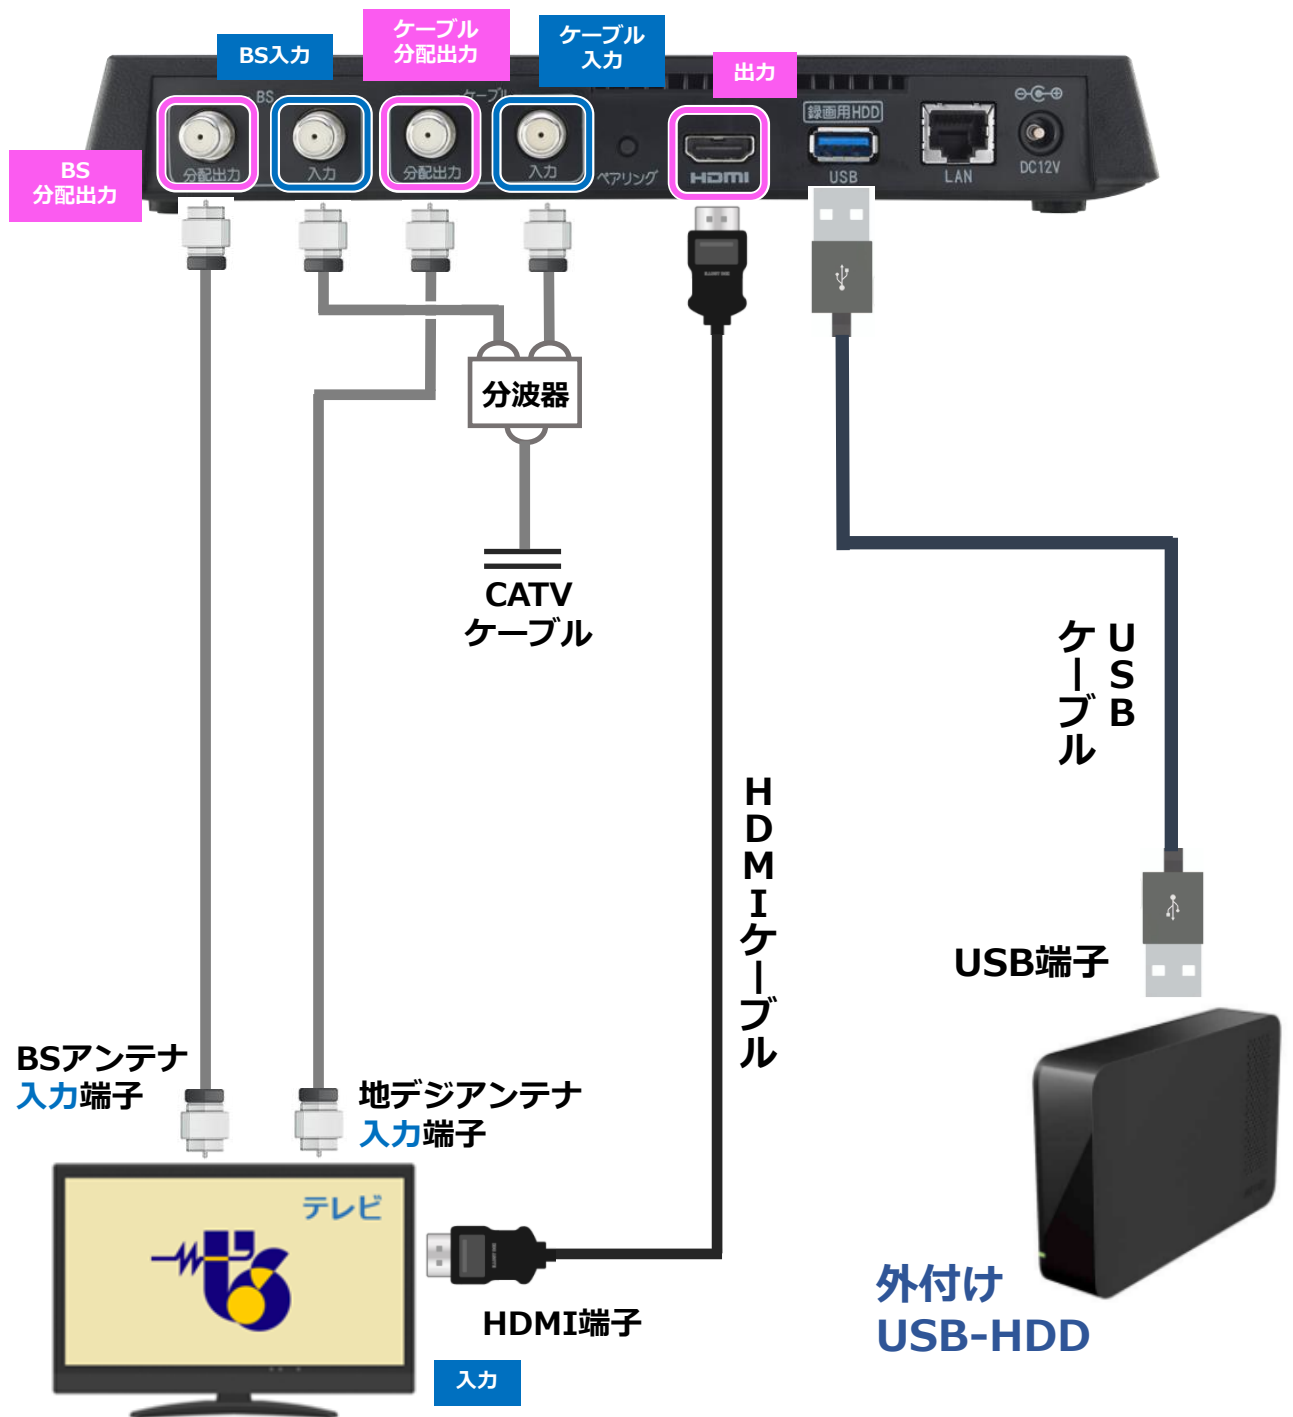 BS入力
ケーブル
分配出力
ケーブル
入力
出力
BS
分配出力
BS
ケーブル
分配出力
入力
分配出力
入力
ペアリング
HDMI
録画用HDD
USB
LAN
DC12V
分波器
CATV
ケーブル
USB
ケーブル
HDMIケーブル
USB端子
BSアンテナ
入力端子
地デジアンテナ
入力端子
テレビ
HDMI端子
入力
外付け
USB-HDD